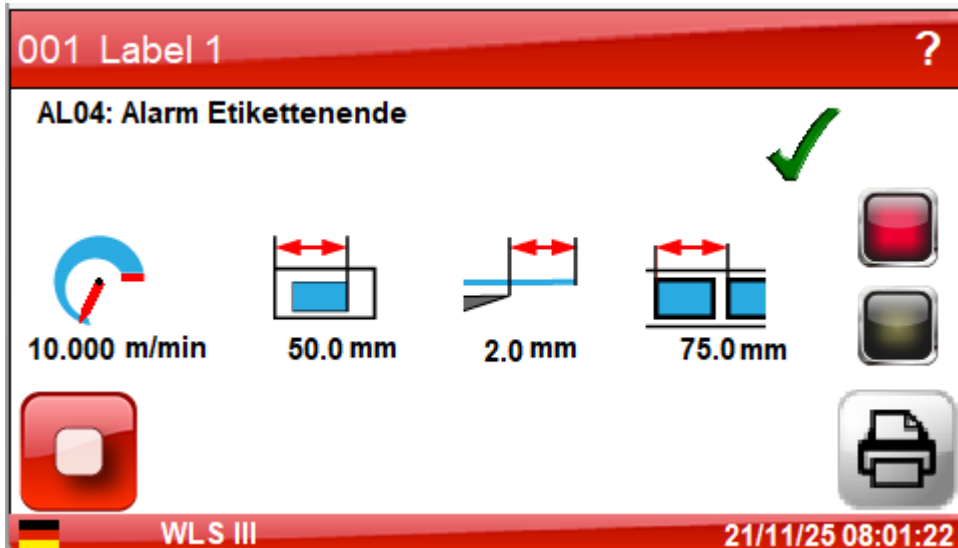 001 Label 1 ?
AL04: Alarm Etikettenende
10.000 m/min 50.0 mm 2.0 mm 75.0 mm
WLS III 21/11/25 08:01:22